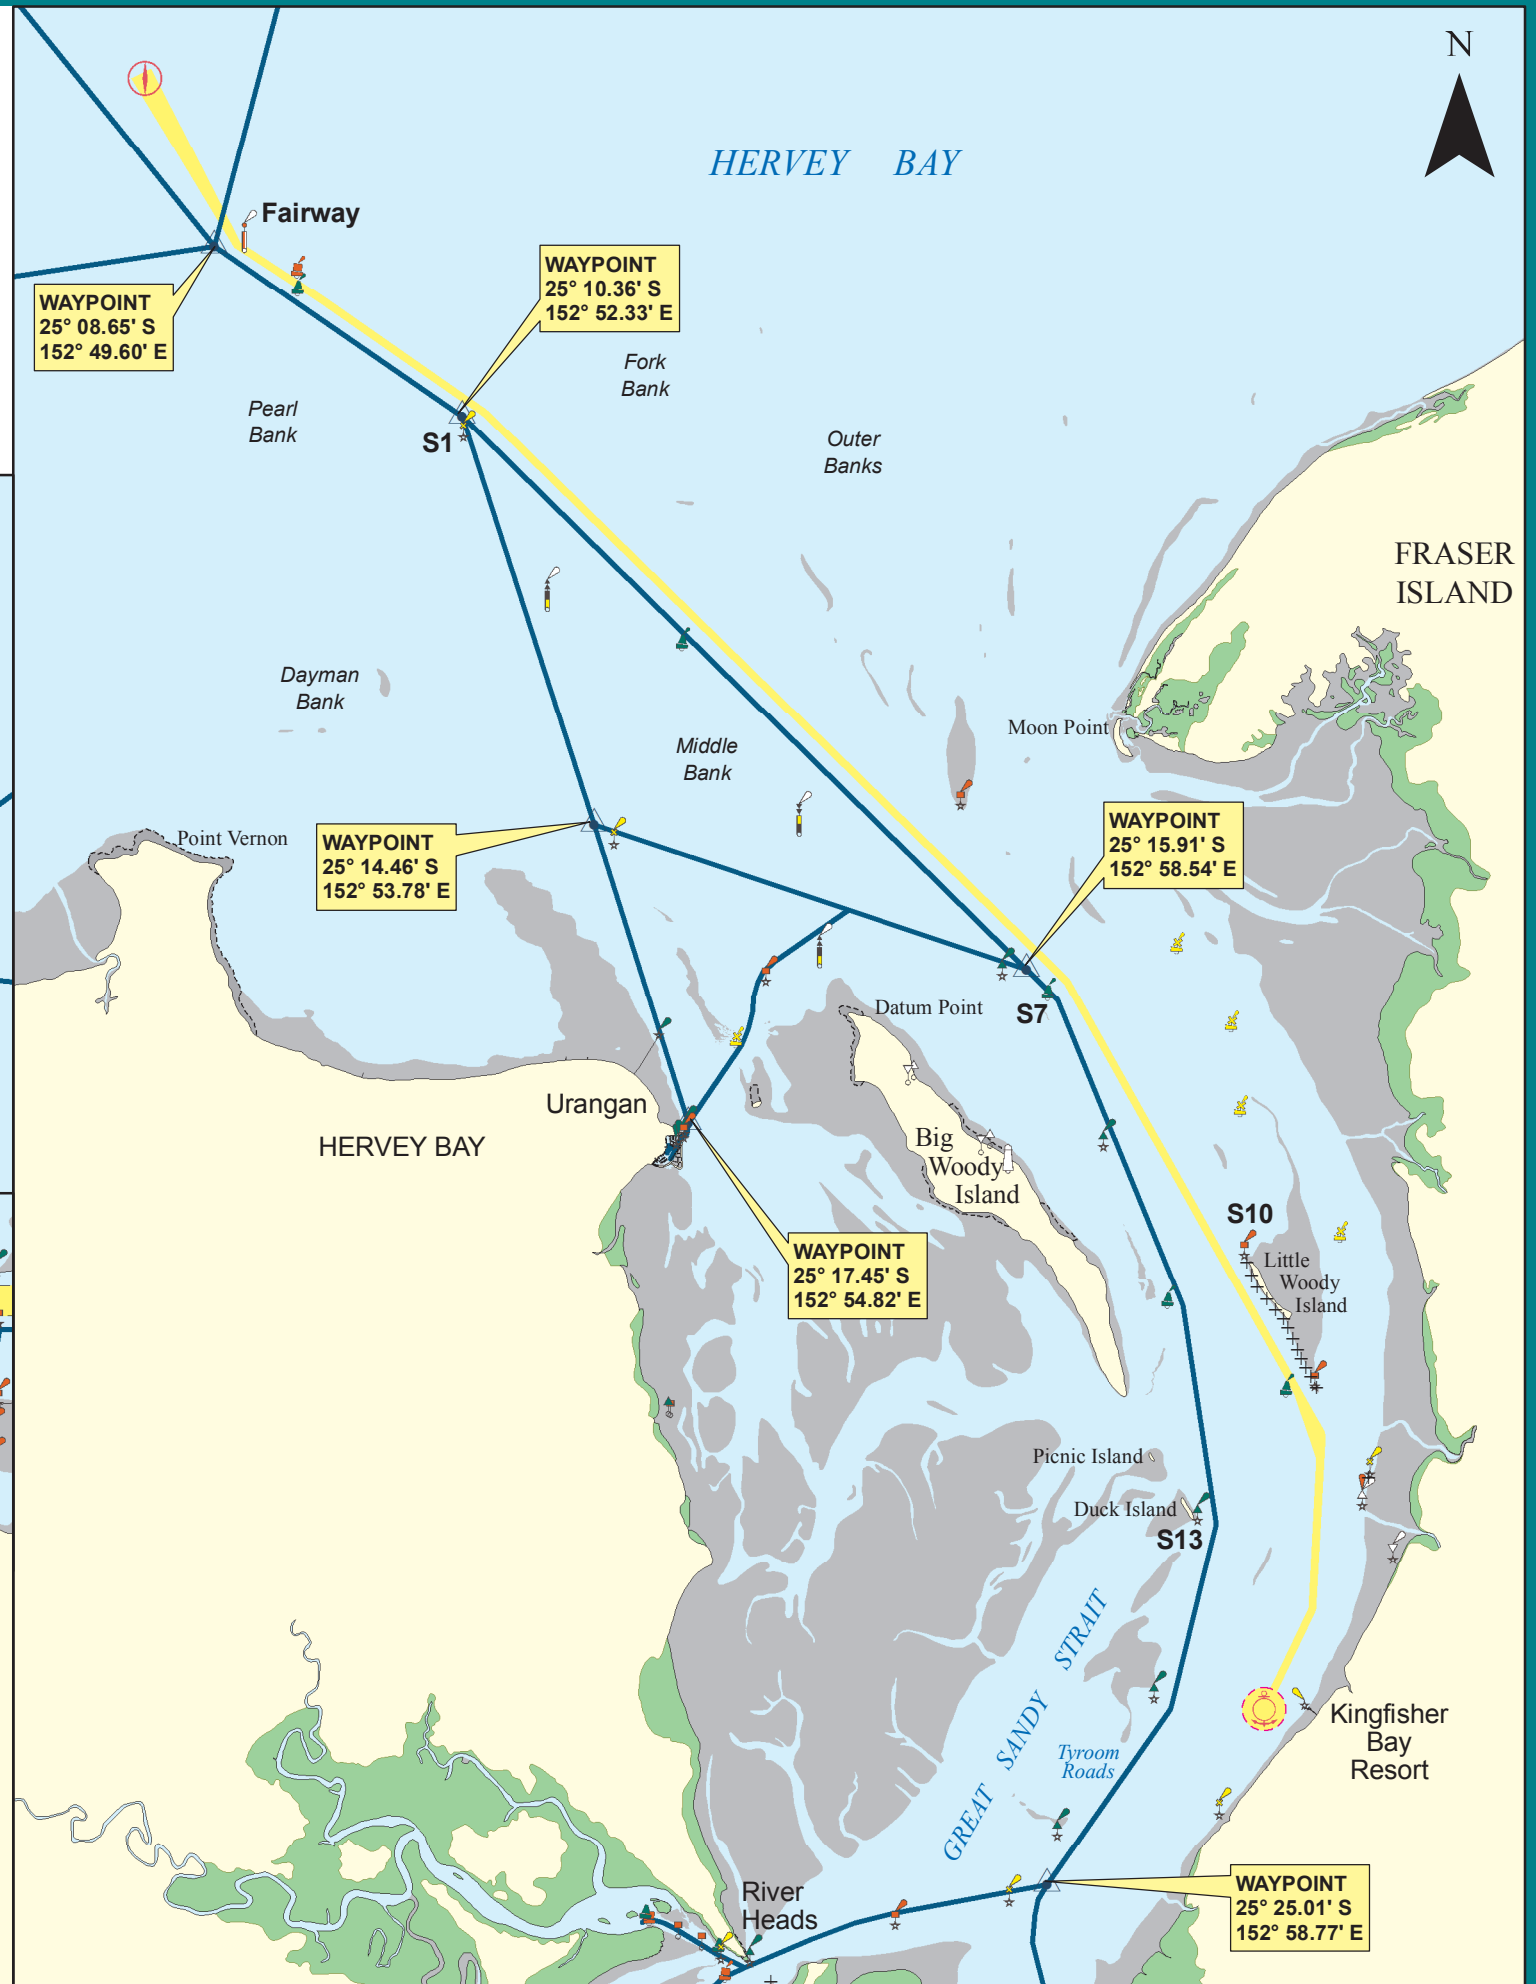 N
HERVEY BAY
Fairway
WAYPOINT
25° 10.36' S
152° 52.33' E
WAYPOINT
25° 08.65' S
152° 49.60' E
Fork
Bank
Pearl
Bank
S1
Outer
Banks
FRASER
ISLAND
Dayman
Bank
Moon Point
Middle
Bank
WAYPOINT
25° 15.91' S
152° 58.54' E
Point Vernon
WAYPOINT
25° 14.46' S
152° 53.78' E
Datum Point
S7
Urangan
HERVEY BAY
Big
Woody
Island
S10
Little
Woody
Island
WAYPOINT
25° 17.45' S
152° 54.82' E
Picnic Island
Duck Island
S13
GREAT SANDY STRAIT
Kingfisher
Bay
Resort
Tyroom
Roads
River
Heads
WAYPOINT
25° 25.01' S
152° 58.77' E